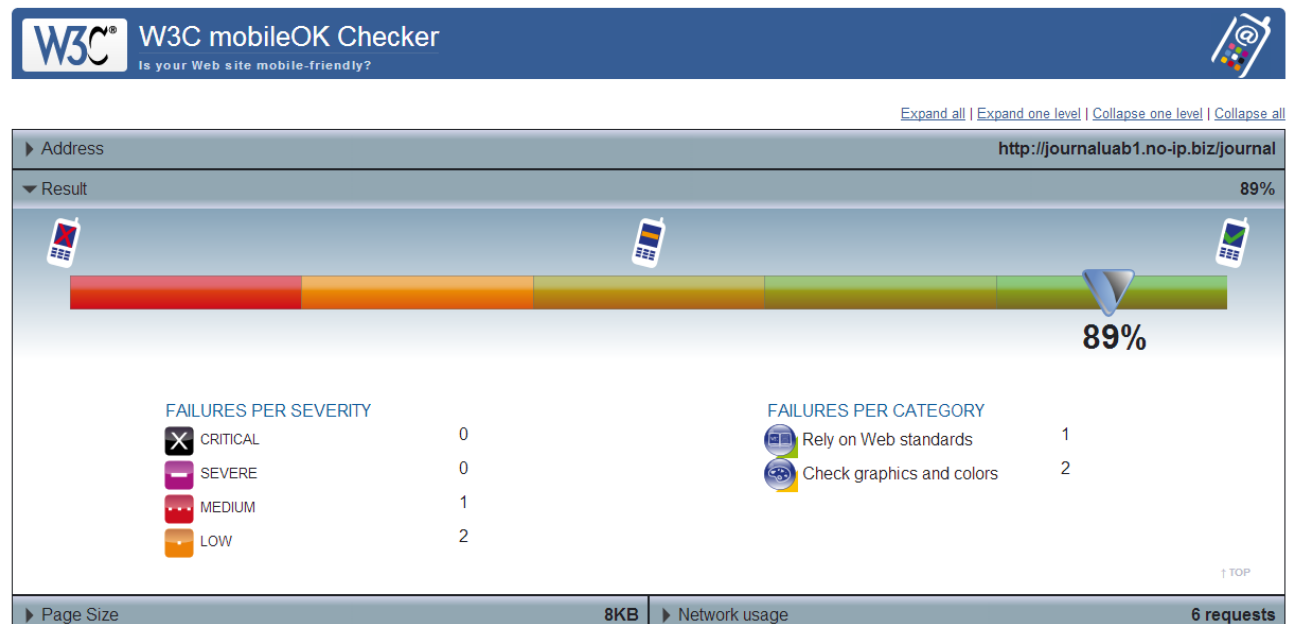 W3C® W3C mobileOK Checker
Is your Web site mobile-friendly?
Expand all | Expand one level | Collapse one level | Collapse all
Address http://journaluab1.no-ip.biz/journal
Result 89%
89%
FAILURES PER SEVERITY FAILURES PER CATEGORY
CRITICAL 0 Rely on Web standards 1
SEVERE 0 Check graphics and colors 2
MEDIUM 1
LOW 2
↑ TOP
Page Size 8KB Network usage 6 requests